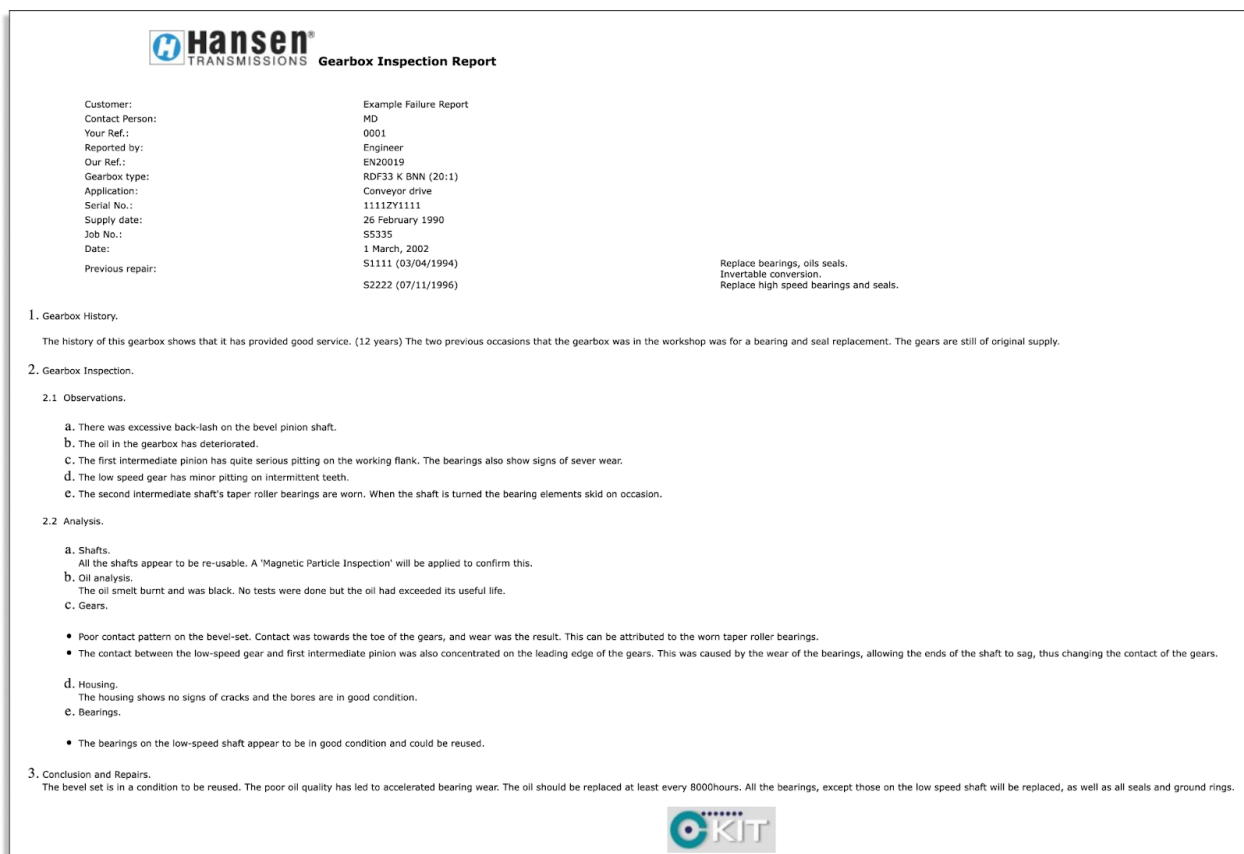 Hansen®
TRANSMISSIONS Gearbox Inspection Report
Customer: Example Failure Report
Contact Person: MD
Your Ref.: 0001
Reported by: Engineer
Our Ref.: EN20019
Gearbox type: RDF33 K BNN (20:1)
Application: Conveyor drive
Serial No.: 1111ZY1111
Supply date: 26 February 1990
Job No.: S5335
Date: 1 March, 2002
Previous repair: S1111 (03/04/1994) Replace bearings, oils seals.
Invertable conversion.
S2222 (07/11/1996) Replace high speed bearings and seals.
1. Gearbox History.
The history of this gearbox shows that it has provided good service. (12 years) The two previous occasions that the gearbox was in the workshop was for a bearing and seal replacement. The gears are still of original supply.
2. Gearbox Inspection.
2.1 Observations.
a. There was excessive back-lash on the bevel pinion shaft.
b. The oil in the gearbox has deteriorated.
c. The first intermediate pinion has quite serious pitting on the working flank. The bearings also show signs of sever wear.
d. The low speed gear has minor pitting on intermittent teeth.
e. The second intermediate shaft's taper roller bearings are worn. When the shaft is turned the bearing elements skid on occasion.
2.2 Analysis.
a. Shafts.
All the shafts appear to be re-usable. A 'Magnetic Particle Inspection' will be applied to confirm this.
b. Oil analysis.
The oil smelt burnt and was black. No tests were done but the oil had exceeded its useful life.
c. Gears.
• Poor contact pattern on the bevel-set. Contact was towards the toe of the gears, and wear was the result. This can be attributed to the worn taper roller bearings.
• The contact between the low-speed gear and first intermediate pinion was also concentrated on the leading edge of the gears. This was caused by the wear of the bearings, allowing the ends of the shaft to sag, thus changing the contact of the gears.
d. Housing.
The housing shows no signs of cracks and the bores are in good condition.
e. Bearings.
• The bearings on the low-speed shaft appear to be in good condition and could be reused.
3. Conclusion and Repairs.
The bevel set is in a condition to be reused. The poor oil quality has led to accelerated bearing wear. The oil should be replaced at least every 8000hours. All the bearings, except those on the low speed shaft will be replaced, as well as all seals and ground rings.
KIT